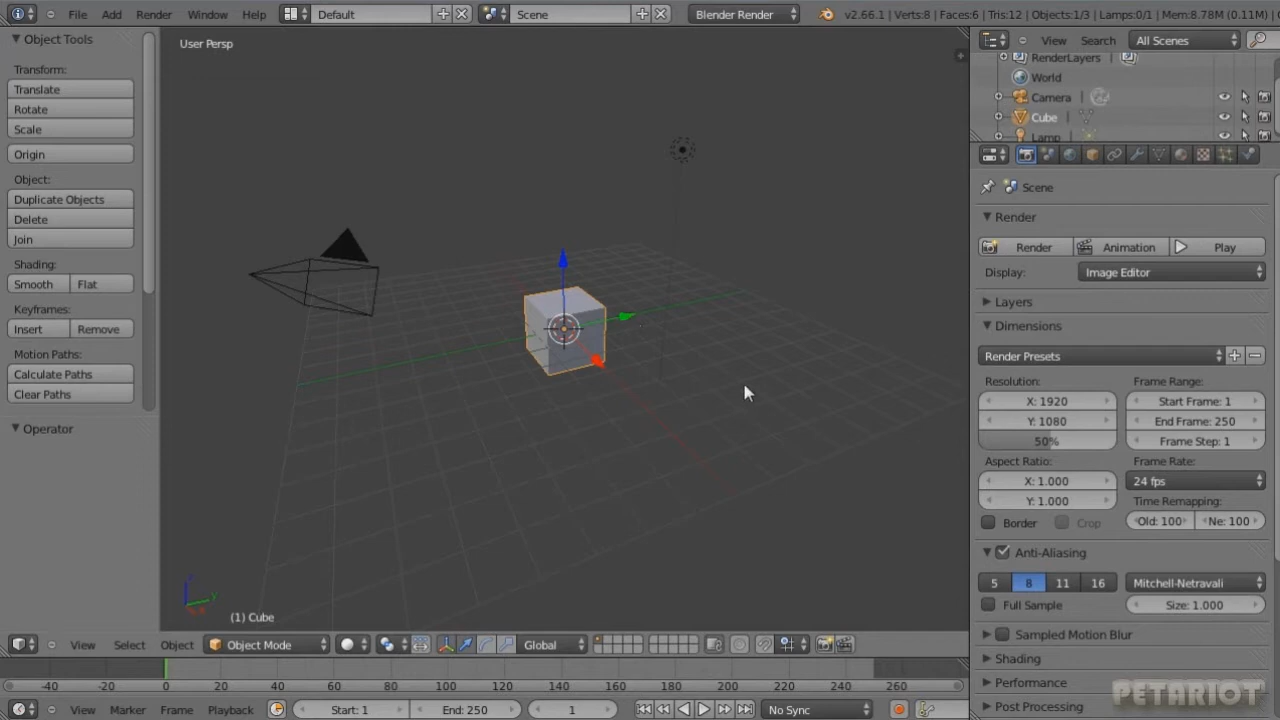 File Add Render Window Help Default Scene Blender Render v2.66.1 | Verts:8 | Faces:6 | Tris:12 | Objects:1/3 | Lamps:0/1 | Mem:8.78M (0.11M) |
Object Tools
Transform:
Translate
Rotate
Scale
Origin
Object:
Duplicate Objects
Delete
Join
Shading:
Smooth Flat
Keyframes:
Insert Remove
Motion Paths:
Calculate Paths
Clear Paths
Operator
User Persp
(1) Cube
View Select Object Object Mode Global
-40 -20 0 20 40 60 80 100 120 140 160 180 200 220 240 260
View Marker Frame Playback Start: 1 End: 250 1 No Sync
View Search All Scenes
RenderLayers |
World
Camera |
Cube |
Lamp |
Scene
Render
Render Animation Play
Display: Image Editor
Layers
Dimensions
Render Presets
Resolution: Frame Range:
X: 1920 Start Frame: 1
Y: 1080 End Frame: 250
50% Frame Step: 1
Aspect Ratio: Frame Rate:
X: 1.000 24 fps
Y: 1.000 Time Remapping:
Border Crop Old: 100 Ne: 100
Anti-Aliasing
5 8 11 16 Mitchell-Netravali
Full Sample Size: 1.000
Sampled Motion Blur
Shading
Performance
Post Processing
PETARIOT